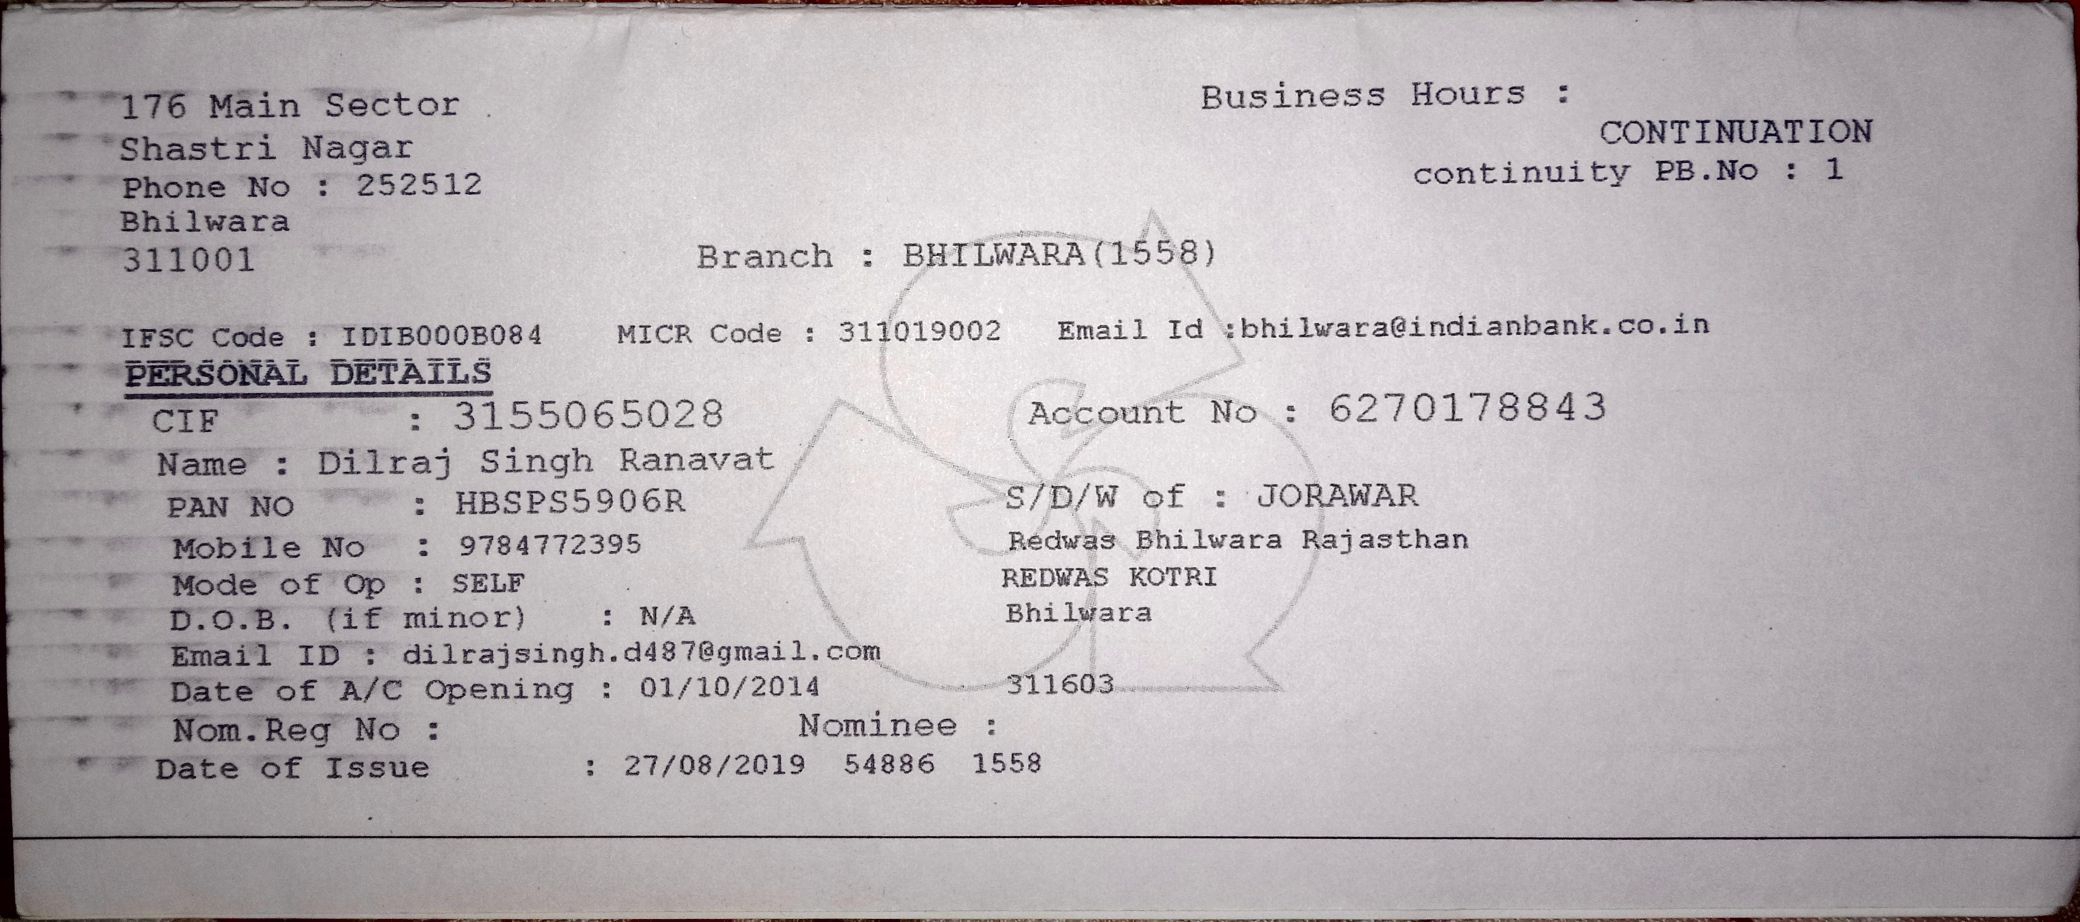 176 Main Sector
Business Hours :
Shastri Nagar
CONTINUATION
Phone No : 252512
continuity PB.No : 1
Bhilwara
311001
Branch : BHILWARA(1558)
IFSC Code : IDIB000B084 MICR Code : 311019002 Email Id :bhilwara@indianbank.co.in
PERSONAL DETAILS
CIF : 3155065028 Account No : 6270178843
Name : Dilraj Singh Ranavat
PAN NO : HBSPS5906R S/D/W of : JORAWAR
Mobile No : 9784772395 Redwas Bhilwara Rajasthan
Mode of Op : SELF REDWAS KOTRI
D.O.B. (if minor) : N/A Bhilwara
Email ID : dilrajsingh.d487@gmail.com
Date of A/C Opening : 01/10/2014 311603
Nom.Reg No : Nominee :
Date of Issue : 27/08/2019 54886 1558